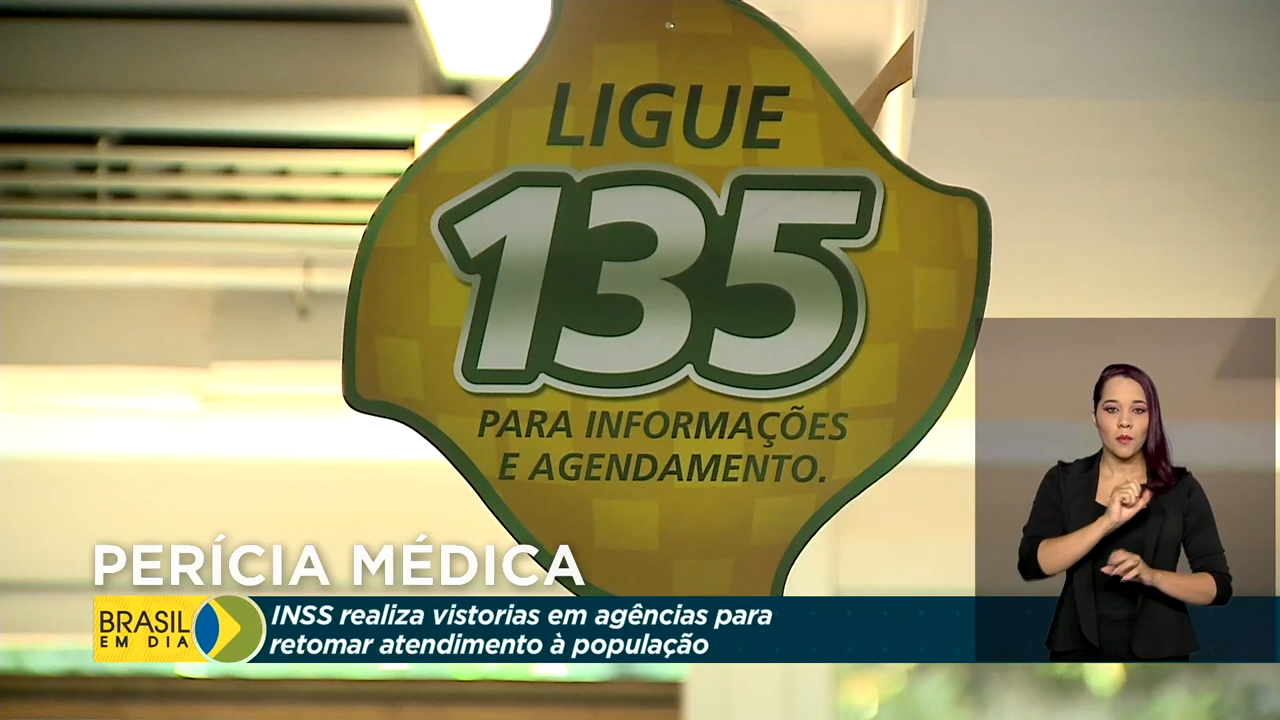 LIGUE
135
PARA INFORMAÇÕES
E AGENDAMENTO.
PERÍCIA MÉDICA
BRASIL
EM DIA
INSS realiza vistorias em agências para
retomar atendimento à população